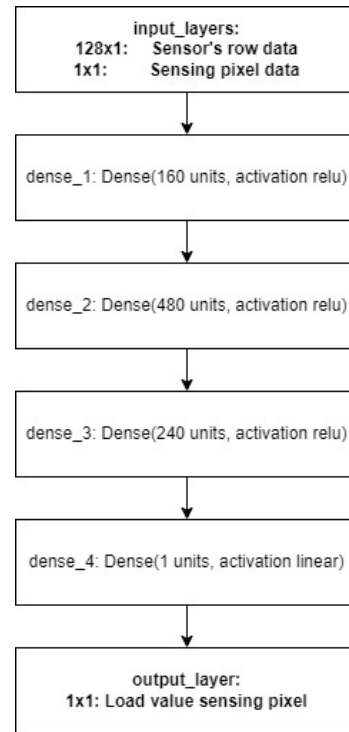 input_layers:
128x1: Sensor's row data
1x1: Sensing pixel data
dense_1: Dense(160 units, activation relu)
dense_2: Dense(480 units, activation relu)
dense_3: Dense(240 units, activation relu)
dense_4: Dense(1 units, activation linear)
output_layer:
1x1: Load value sensing pixel